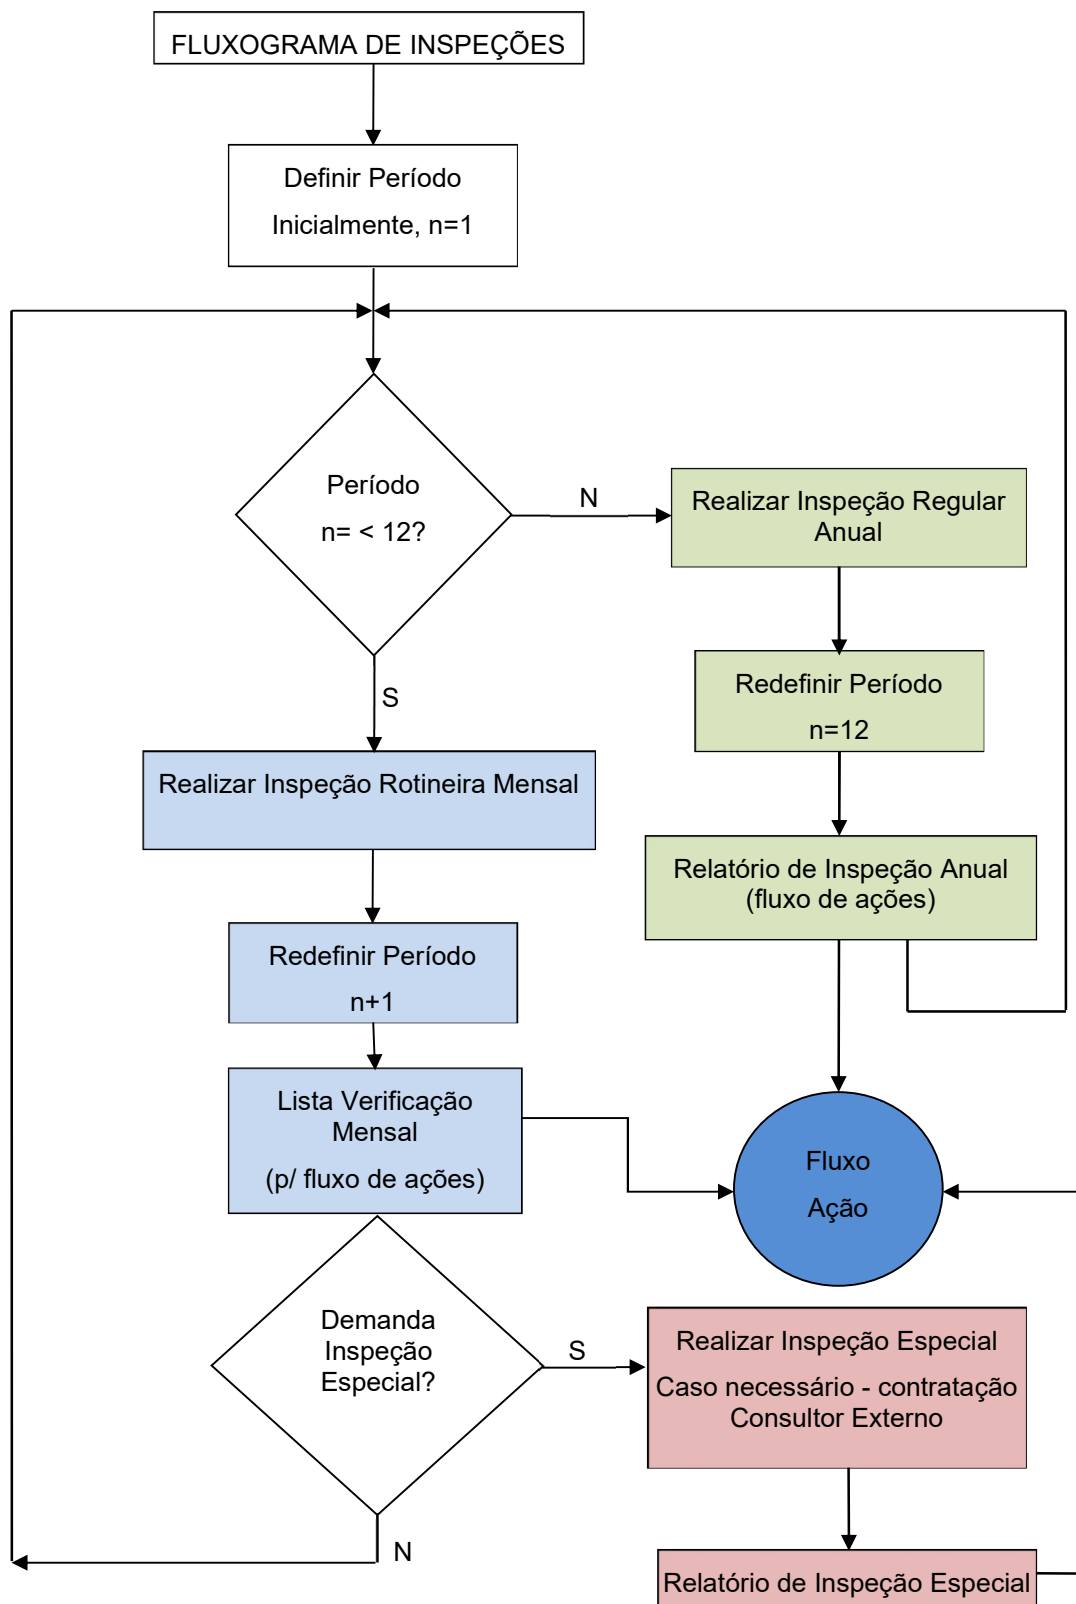 FLUXOGRAMA DE INSPEÇÕES
Definir Período
Inicialmente, n=1
Período
n= < 12?
N
Realizar Inspeção Regular
Anual
Redefinir Período
n=12
Relatório de Inspeção Anual
(fluxo de ações)
S
Realizar Inspeção Rotineira Mensal
Redefinir Período
n+1
Lista Verificação
Mensal
(p/ fluxo de ações)
Fluxo
Ação
Demanda
Inspeção
Especial?
S
Realizar Inspeção Especial
Caso necessário - contratação
Consultor Externo
N
Relatório de Inspeção Especial